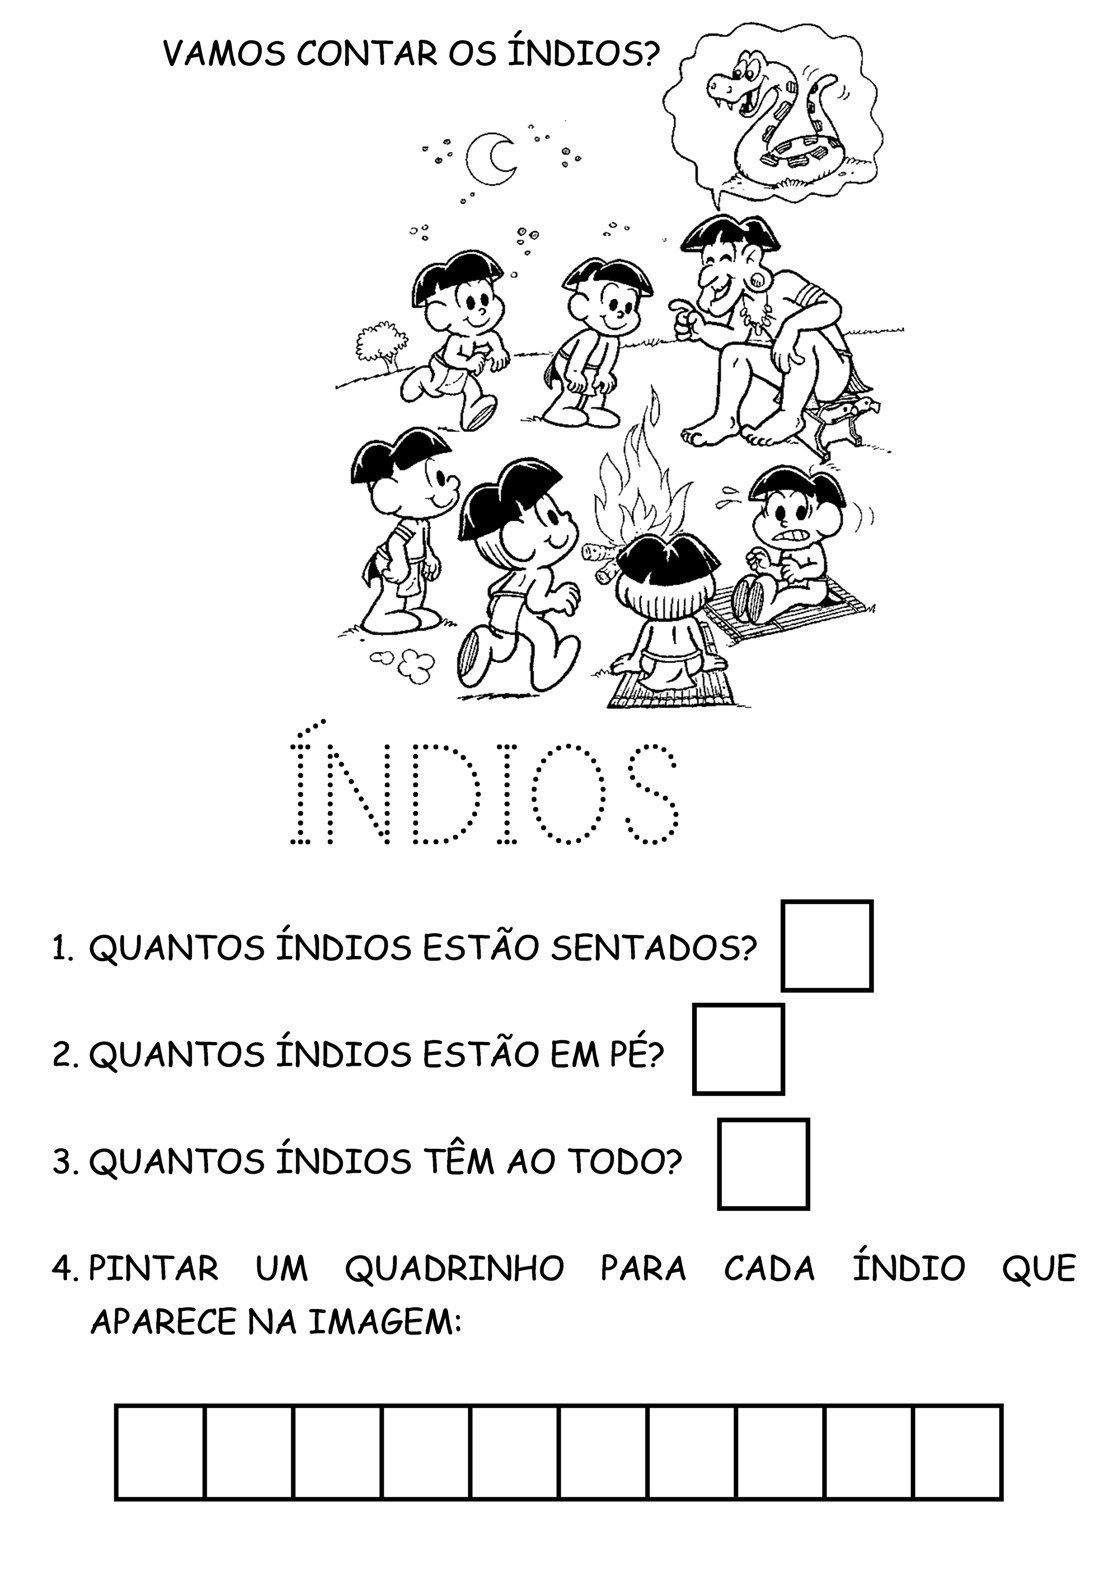 VAMOS CONTAR OS ÍNDIOS?
ÍNDIOS
1. QUANTOS ÍNDIOS ESTÃO SENTADOS?
2. QUANTOS ÍNDIOS ESTÃO EM PÉ?
3. QUANTOS ÍNDIOS TÊM AO TODO?
4. PINTAR UM QUADRINHO PARA CADA ÍNDIO QUE
APARECE NA IMAGEM: